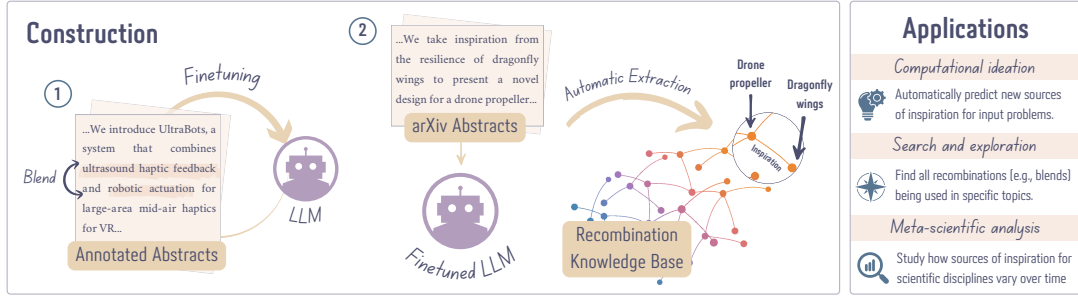 Construction
1
...We introduce UltraBots, a
system that combines
ultrasound haptic feedback
and robotic actuation for
large-area mid-air haptics
for VR...
Blend
Annotated Abstracts
Finetuning
LLM
2
...We take inspiration from
the resilience of dragonfly
wings to present a novel
design for a drone propeller...
arXiv Abstracts
Finetuned LLM
Automatic Extraction
Drone
propeller
Dragonfly
wings
Inspiration
Recombination
Knowledge Base
Applications
Computational ideation
Automatically predict new sources
of inspiration for input problems.
Search and exploration
Find all recombinations [e.g., blends]
being used in specific topics.
Meta-scientific analysis
Study how sources of inspiration for
scientific disciplines vary over time